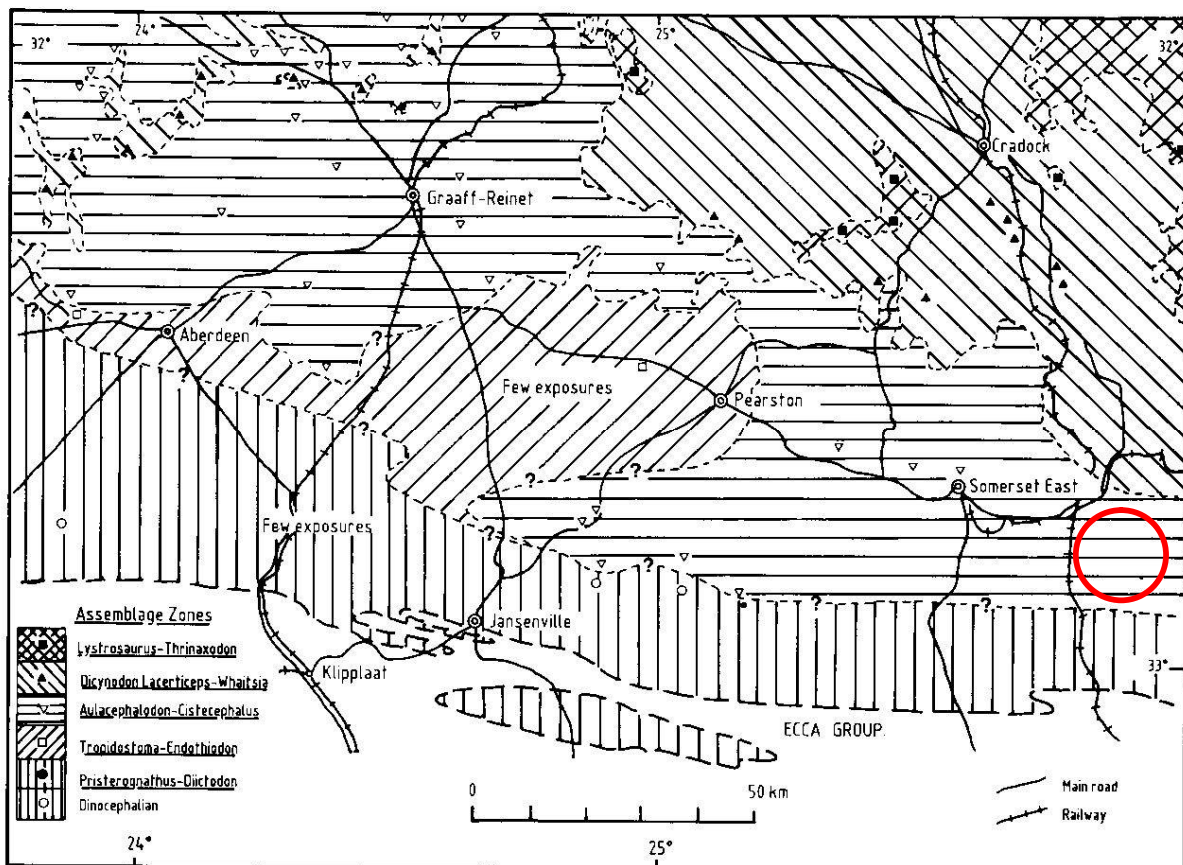 24° 25°
32° 32°
Cradock
Graaff-Reinet
?
Aberdeen
?
?
Few exposures
Pearston
?
?
?
Somerset East
Few exposures
?
?
?
?
Assemblage Zones
Lystrosaurus-Thrinaxodon
Dicynodon Lacerticeps-Whaitsia
Aulacephalodon-Cistecephalus
Tropidostoma-Endothiodon
Pristerognathus-Diictodon
Dinocephalian
Jansenville
Klipplaat
33°
ECCA GROUP.
0 50 km
Main road
Railway
24° 25°